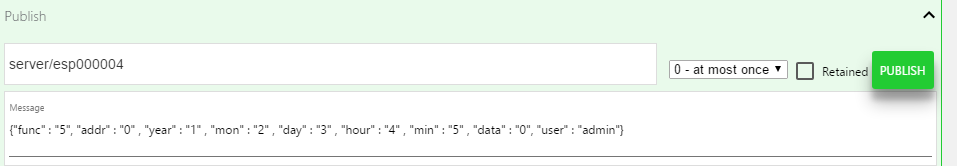 Publish
server/esp000004
0 - at most once
Retained
PUBLISH
Message
{"func" : "5", "addr" : "0" , "year" : "1" , "mon" : "2" , "day" : "3" , "hour" : "4" , "min" : "5" , "data" : "0", "user" : "admin"}